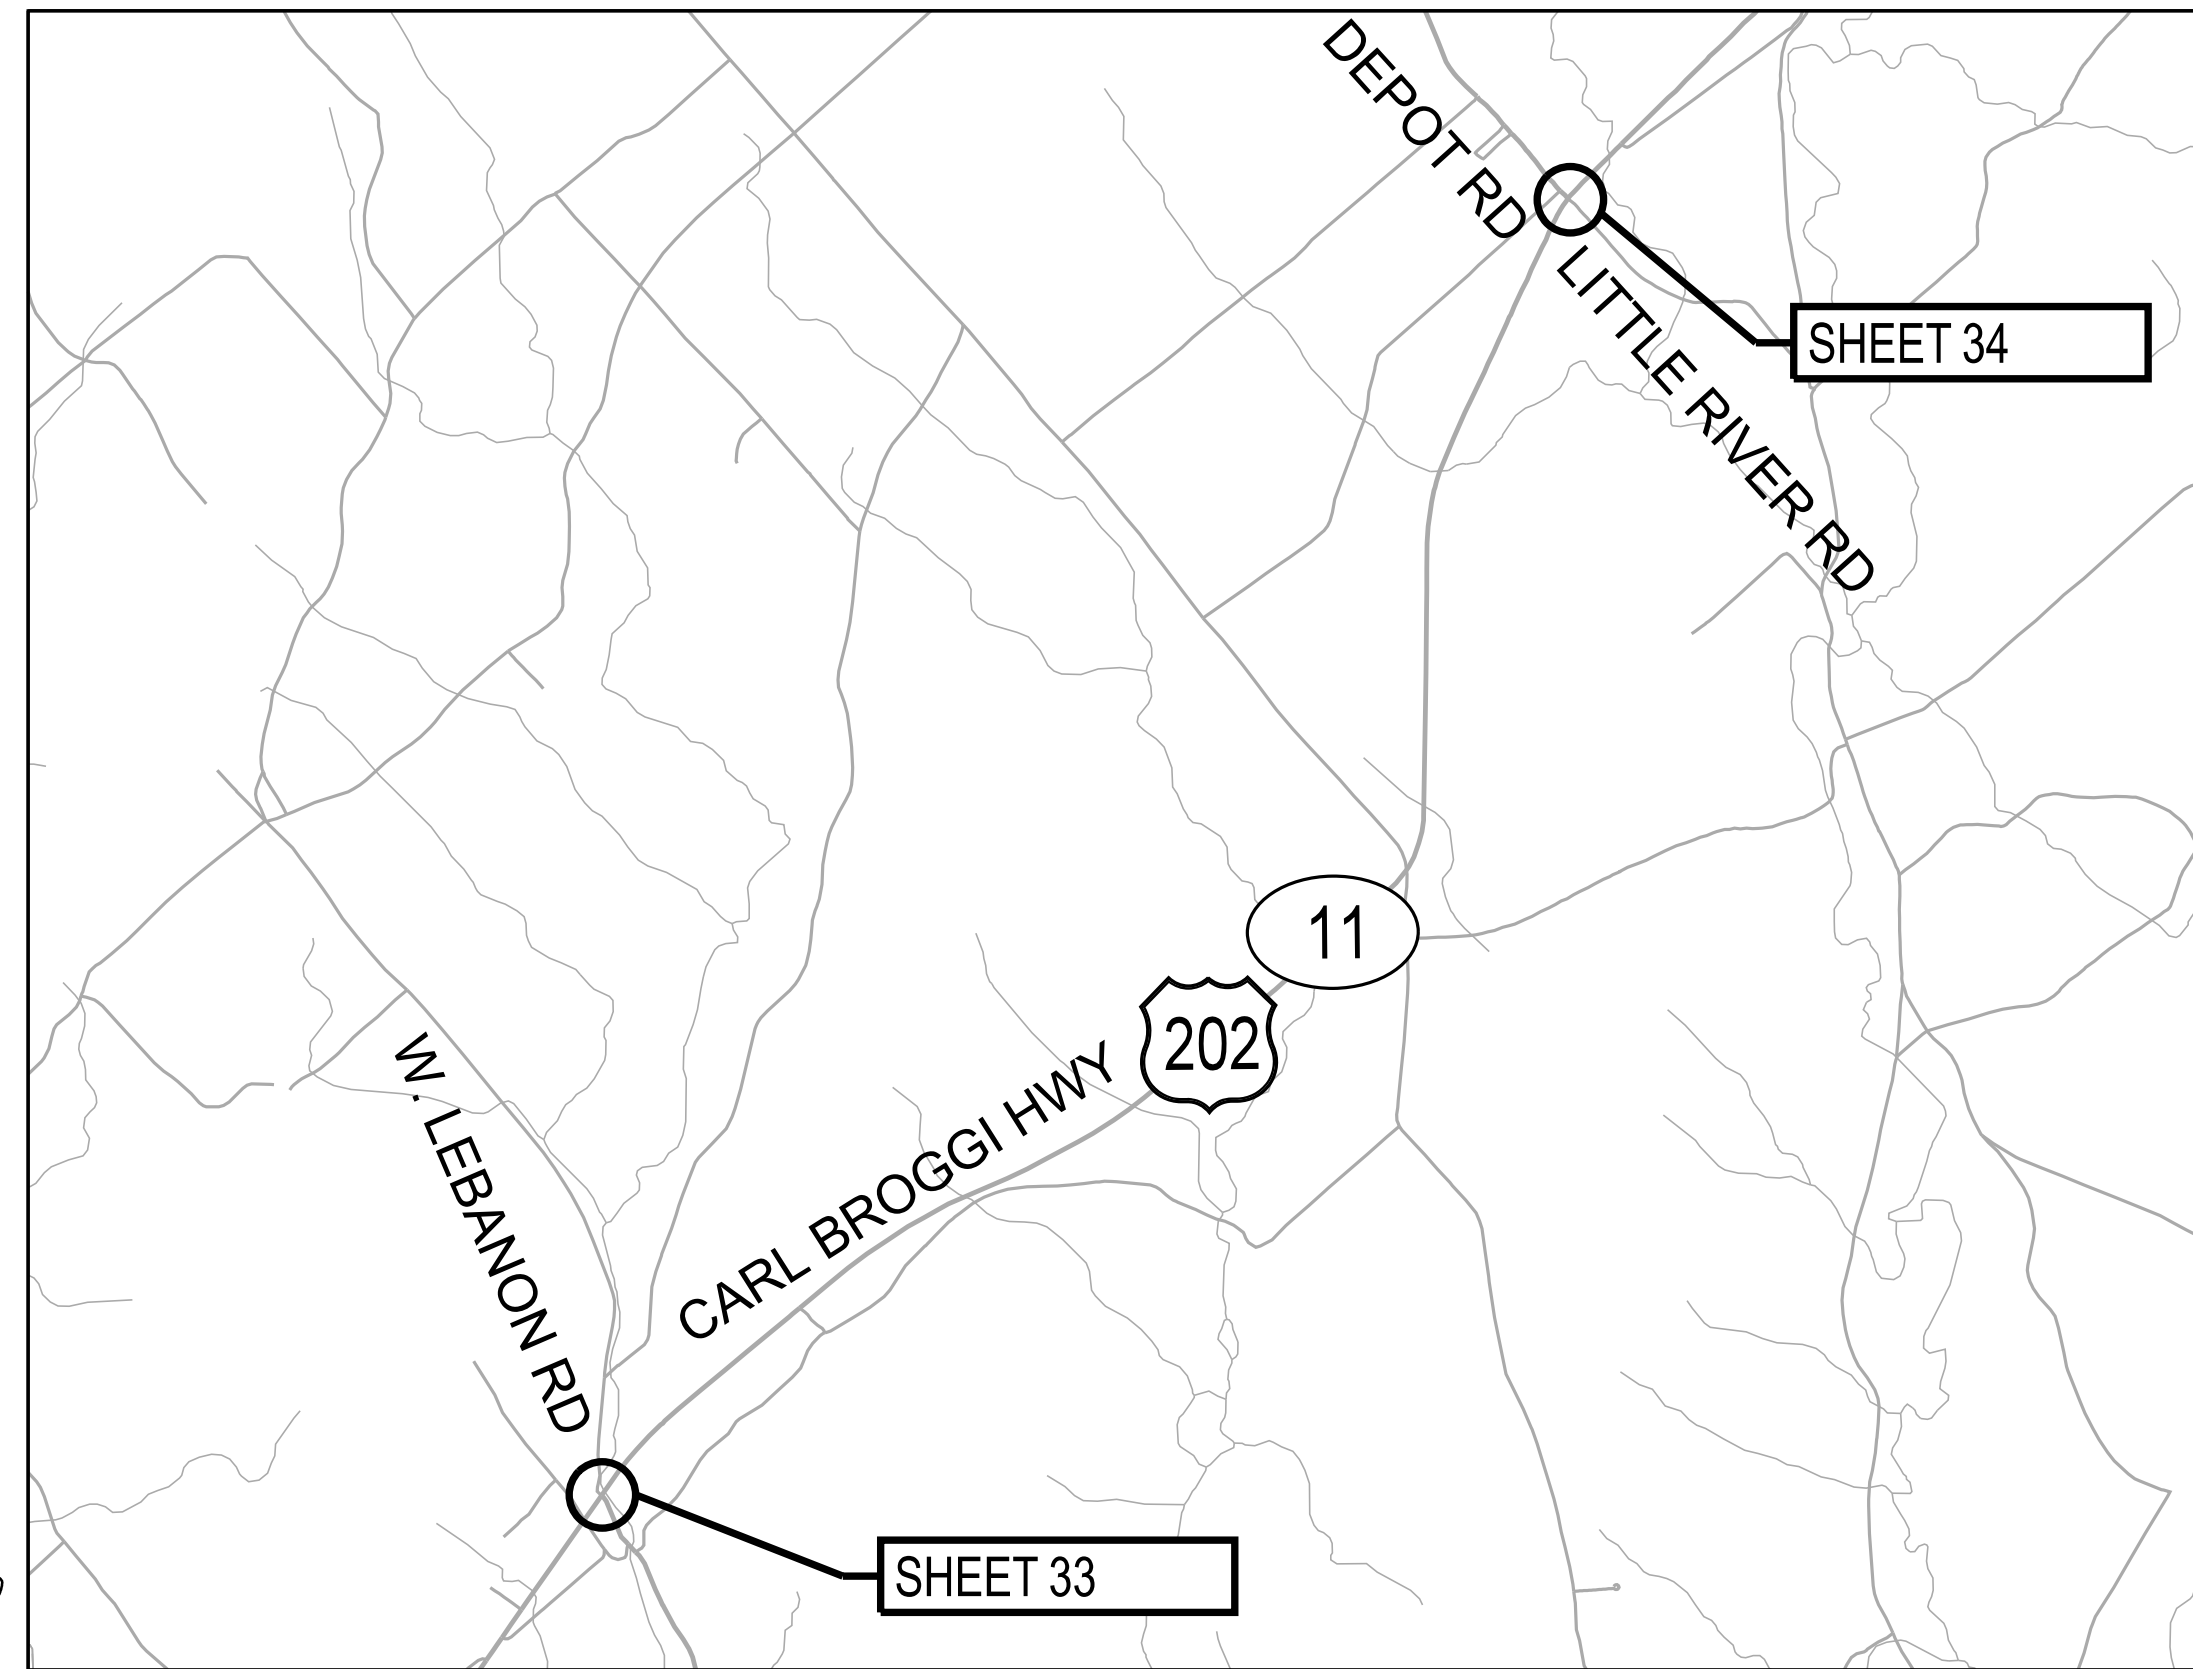 DEPOT RD
LITTLE RIVER RD
SHEET 34
11
202
CARL BROGGI HWY
W. LEBANON RD
SHEET 33